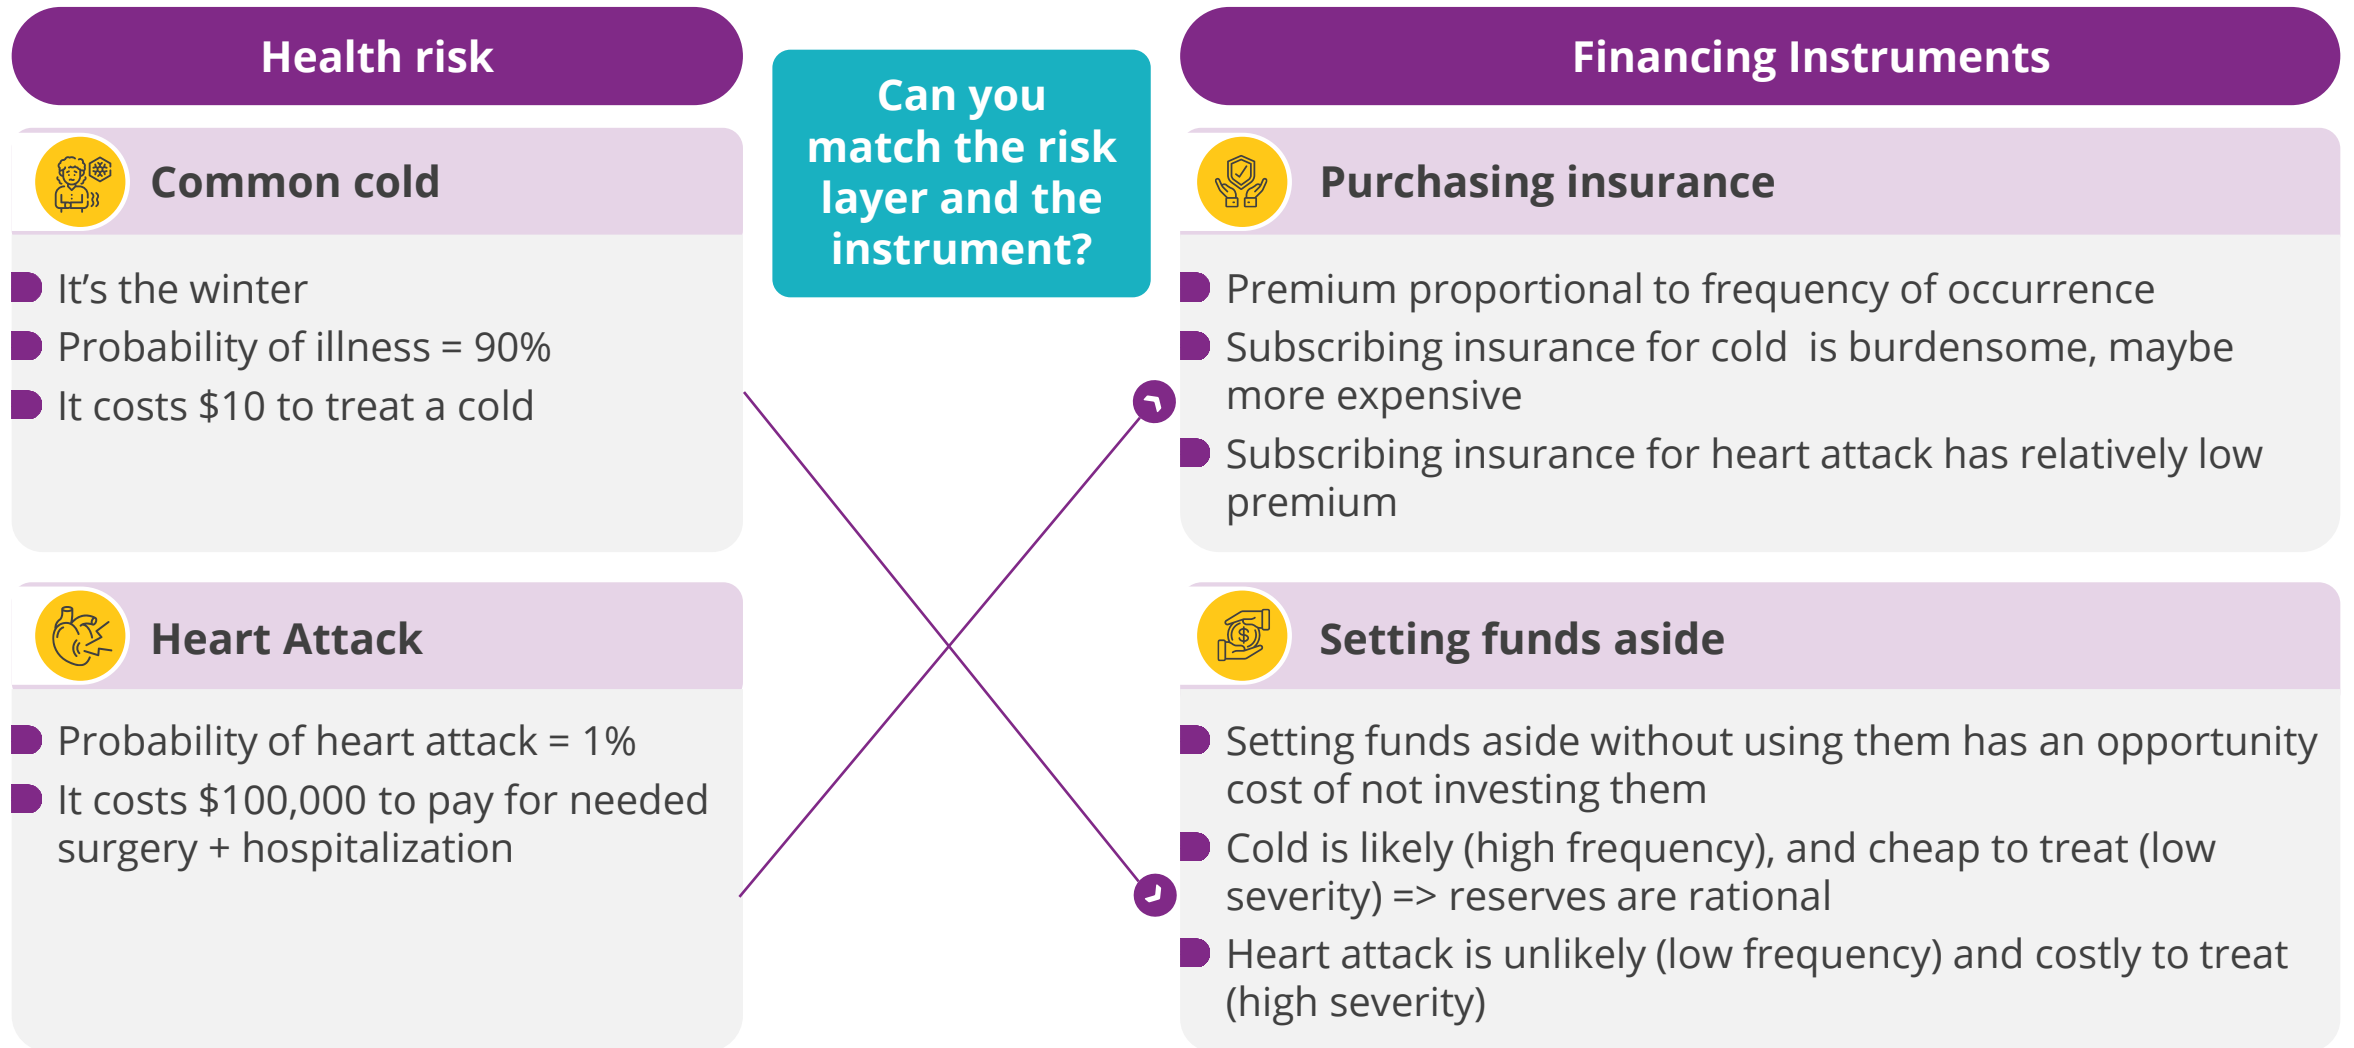 Health risk
Can you
match the risk
layer and the
instrument?
Financing Instruments
Common cold
It’s the winter
Probability of illness = 90%
It costs $10 to treat a cold
Purchasing insurance
Premium proportional to frequency of occurrence
Subscribing insurance for cold  is burdensome, maybe
more expensive
Subscribing insurance for heart attack has relatively low
premium
Heart Attack
Probability of heart attack = 1%
It costs $100,000 to pay for needed
surgery + hospitalization
Setting funds aside
Setting funds aside without using them has an opportunity
cost of not investing them
Cold is likely (high frequency), and cheap to treat (low
severity) => reserves are rational
Heart attack is unlikely (low frequency) and costly to treat
(high severity)